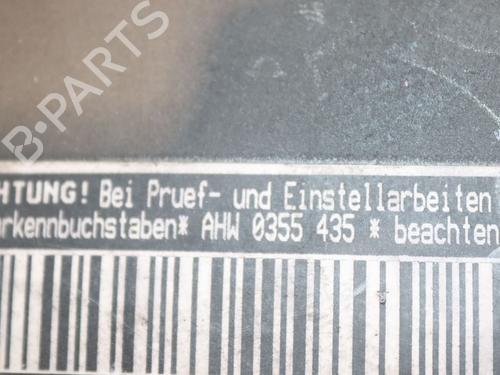 B-PARTS
HTUNG! Bei Pruef- und Einstellarbeiten
rkennbuchstaben* AHW 0355 435 * beachten